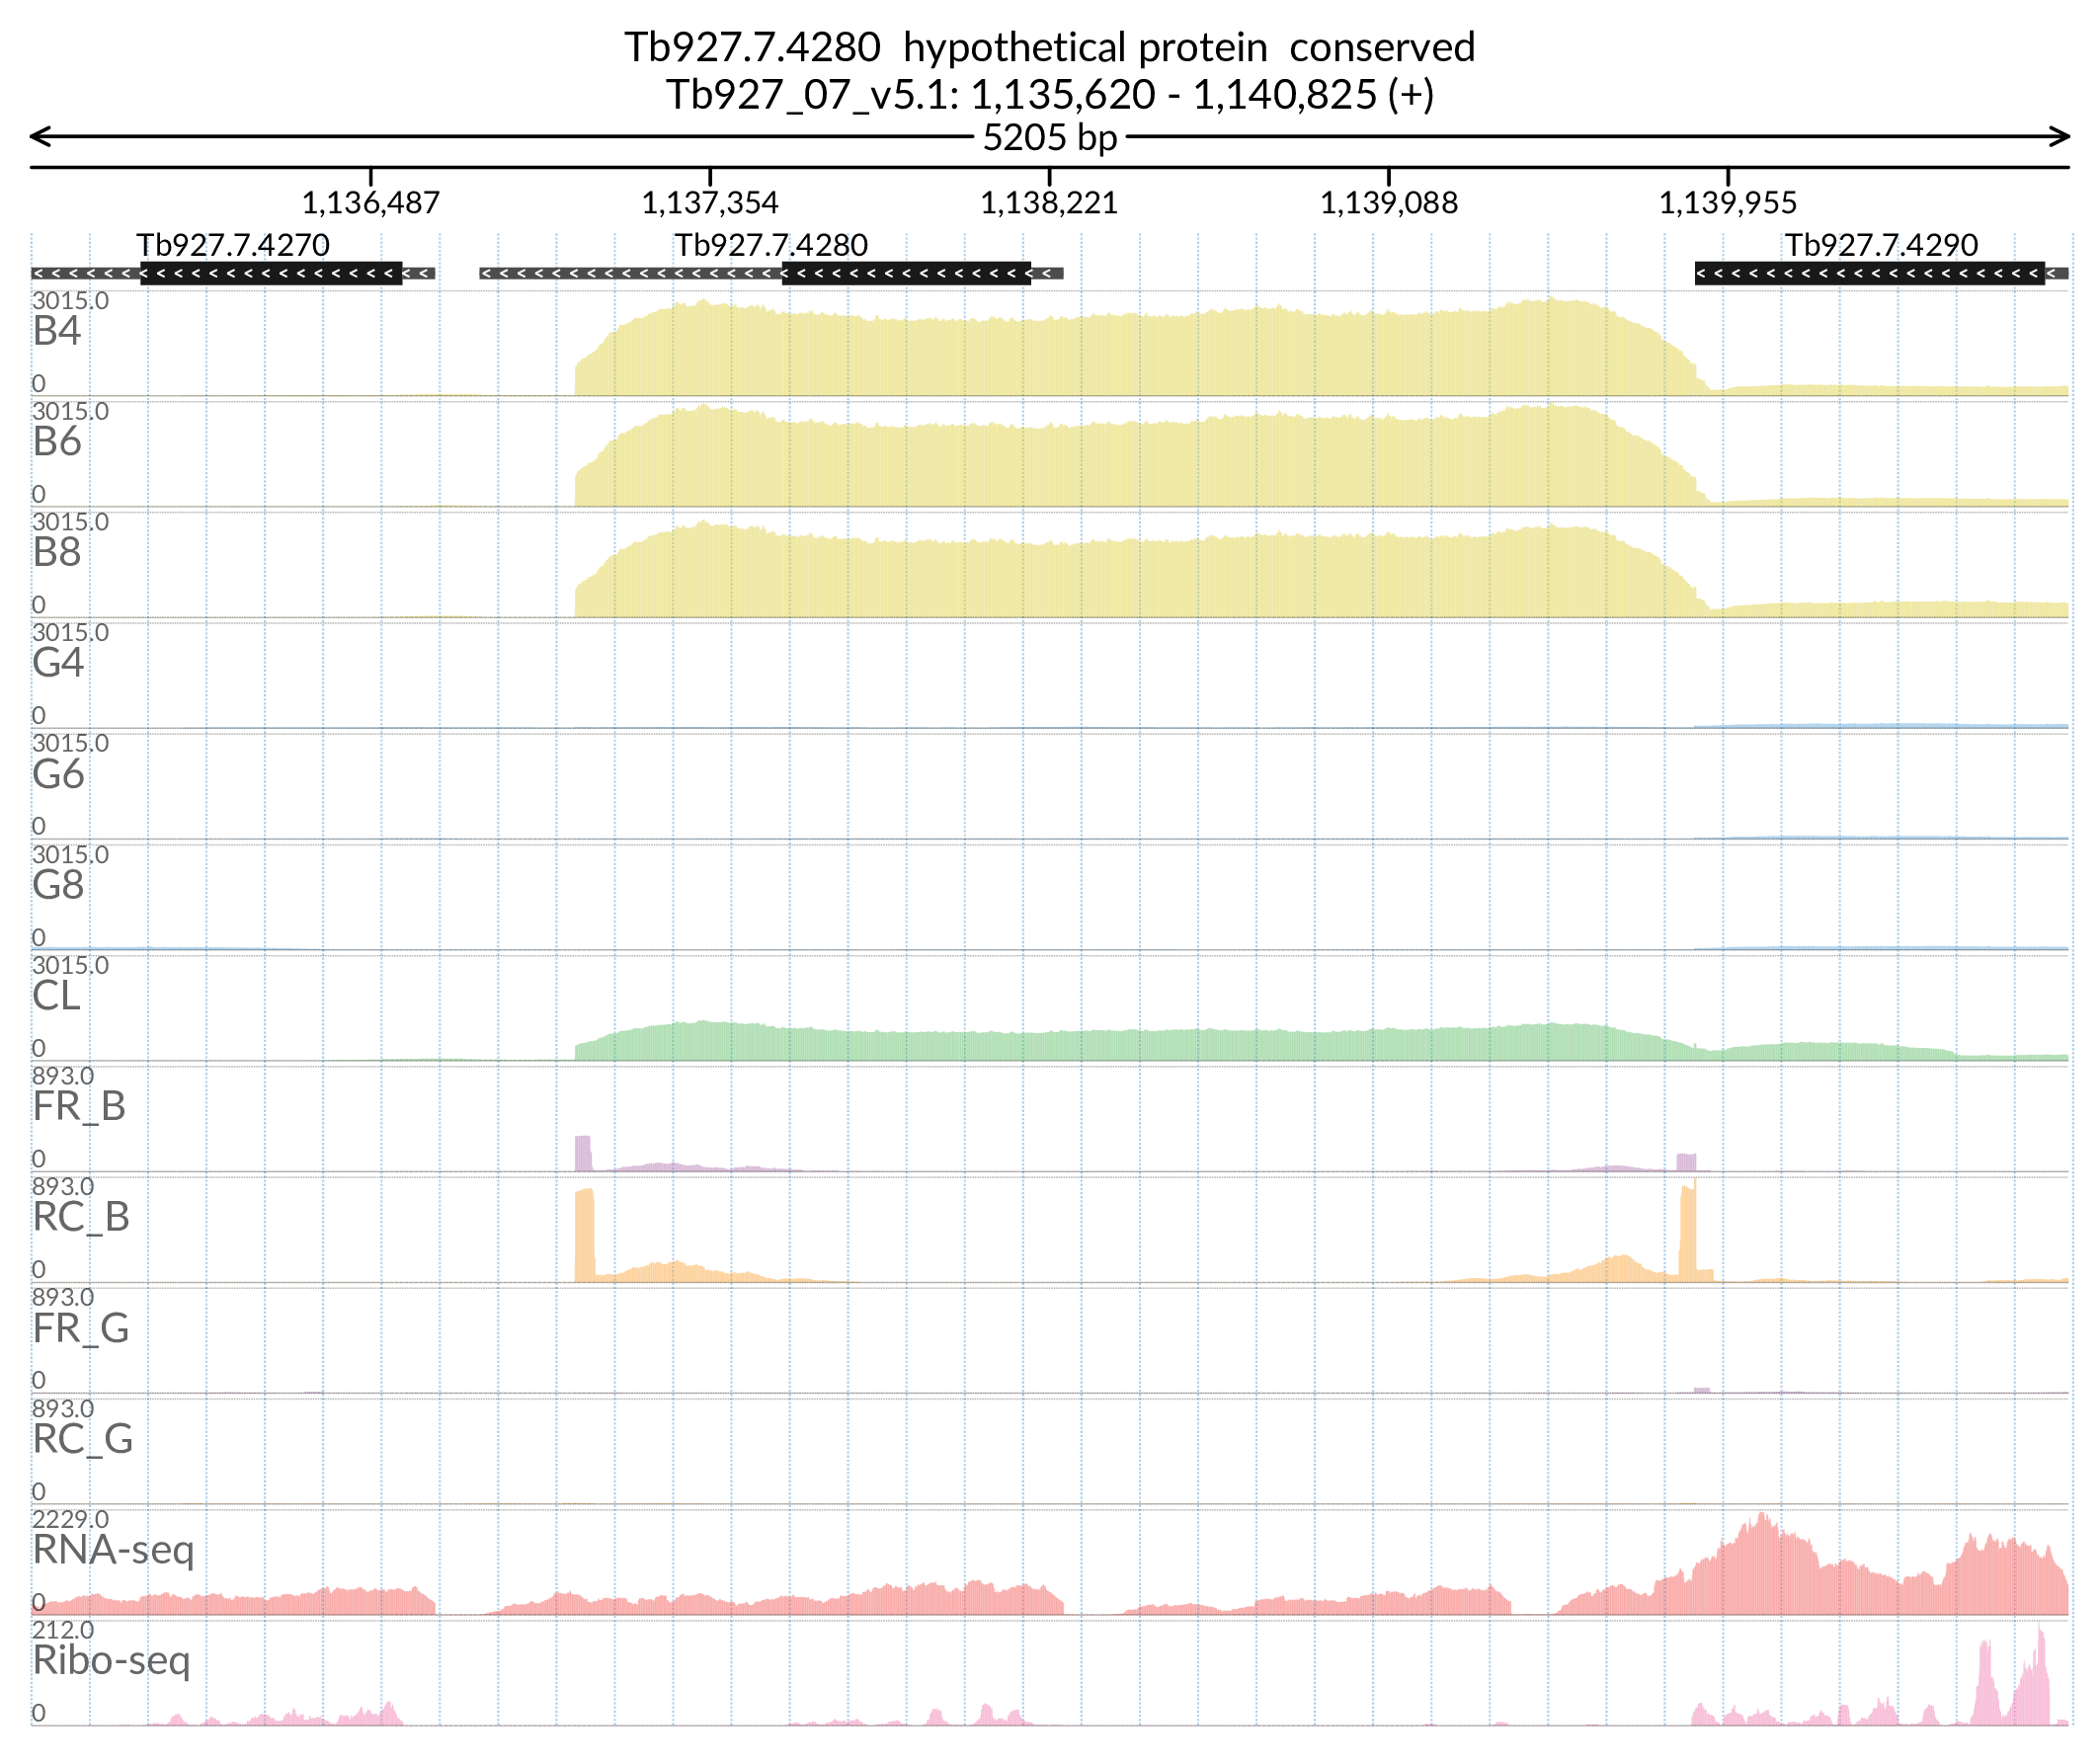 Tb927.7.4280 hypothetical protein conserved
Tb927_07_v5.1: 1,135,620 - 1,140,825 (+)
5205 bp
1,136,487 1,137,354 1,138,221 1,139,088 1,139,955
Tb927.7.4270 Tb927.7.4280 Tb927.7.4290
3015.0
B4
0
3015.0
B6
0
3015.0
B8
0
3015.0
G4
0
3015.0
G6
0
3015.0
G8
0
3015.0
CL
0
893.0
FR_B
0
893.0
RC_B
0
893.0
FR_G
0
893.0
RC_G
0
2229.0
RNA-seq
0
212.0
Ribo-seq
0